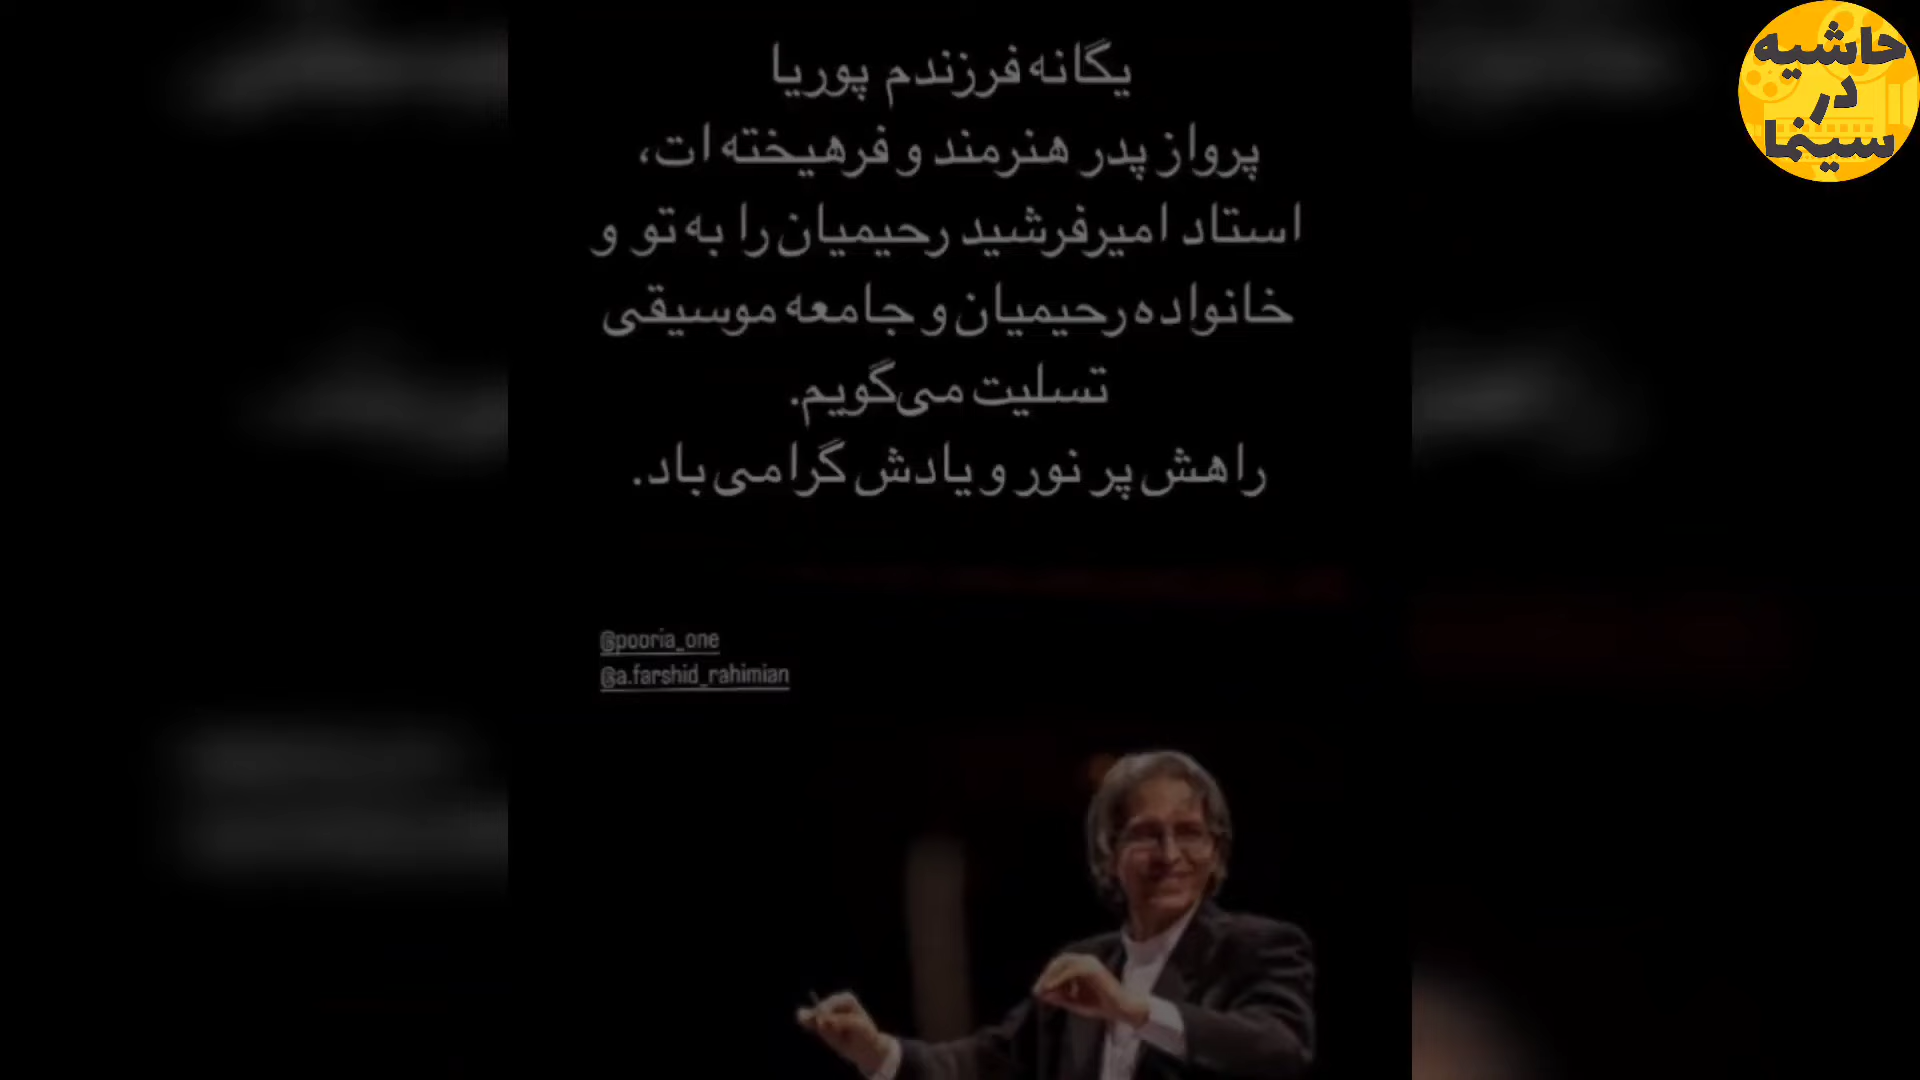 یگانه فرزندم پوریا
پرواز پدر هنرمند و فرهیخته ات،
استاد امیرفرشید رحیمیان را به تو و
خانواده رحیمیان و جامعه موسیقی
تسلیت می‌گویم.
راهش پر نور و یادش گرامی باد.
@pooria_one
@a.farshid_rahimian
حاشیه
در
سینما